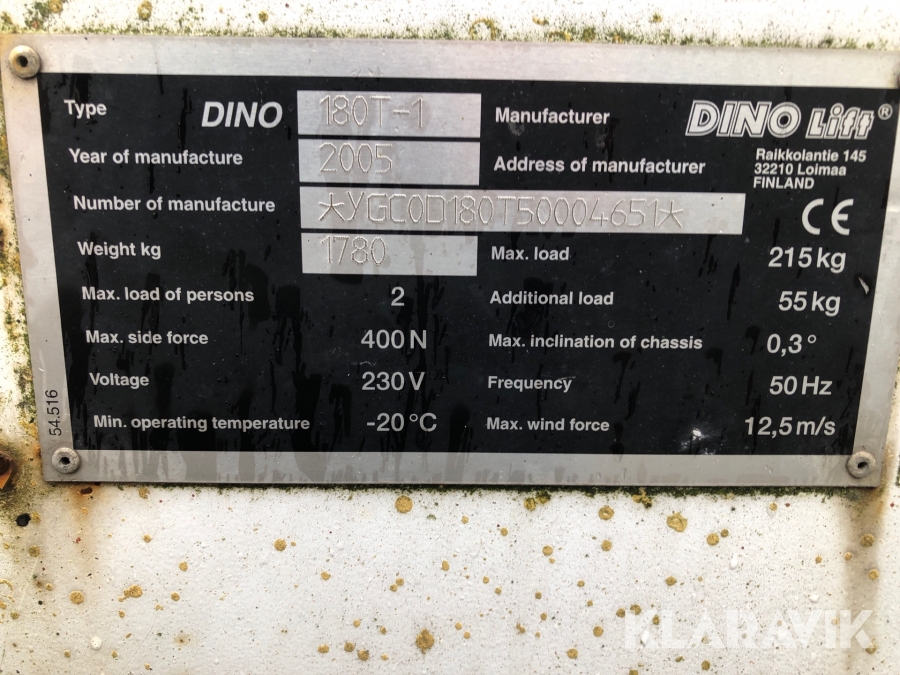 Type DINO 180T-1 Manufacturer DINO Lift®
Year of manufacture 2005 Address of manufacturer Raikkolantie 145
32210 Loimaa
FINLAND
Number of manufacture *YGC0D180T50004651* CE
Weight kg 1780 Max. load 215 kg
Max. load of persons 2 Additional load 55 kg
Max. side force 400 N Max. inclination of chassis 0,3°
Voltage 230 V Frequency 50 Hz
Min. operating temperature -20 °C Max. wind force 12,5 m/s
54.516
KLARAVIK